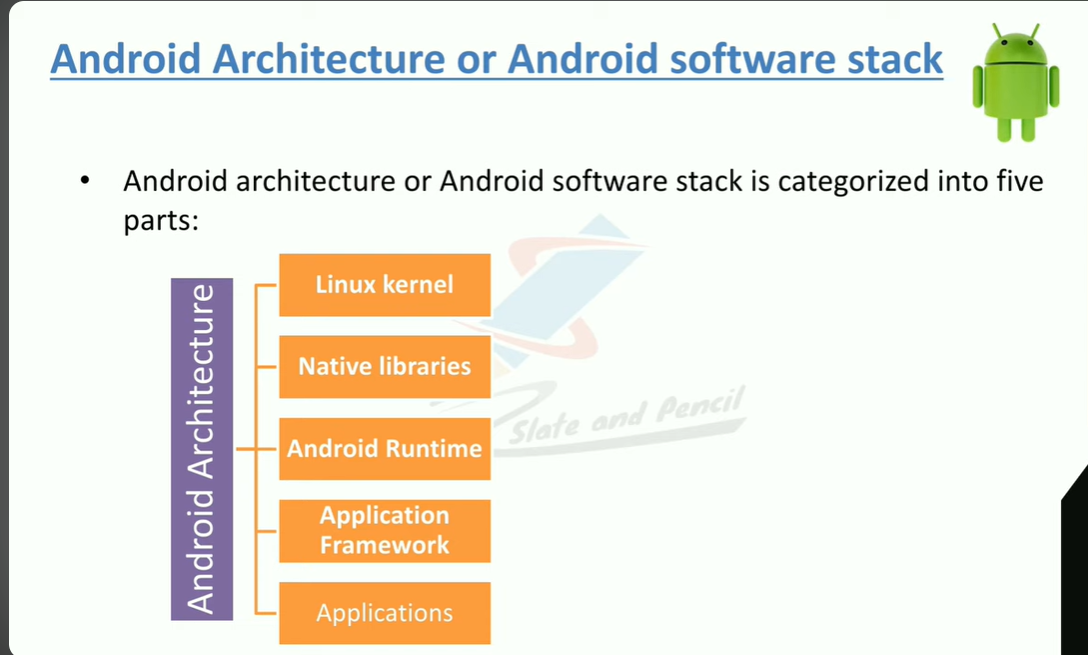 Android Architecture or Android software stack
• Android architecture or Android software stack is categorized into five
parts:
Android Architecture
Linux kernel
Native libraries
Android Runtime
Application
Framework
Applications
Slate and Pencil